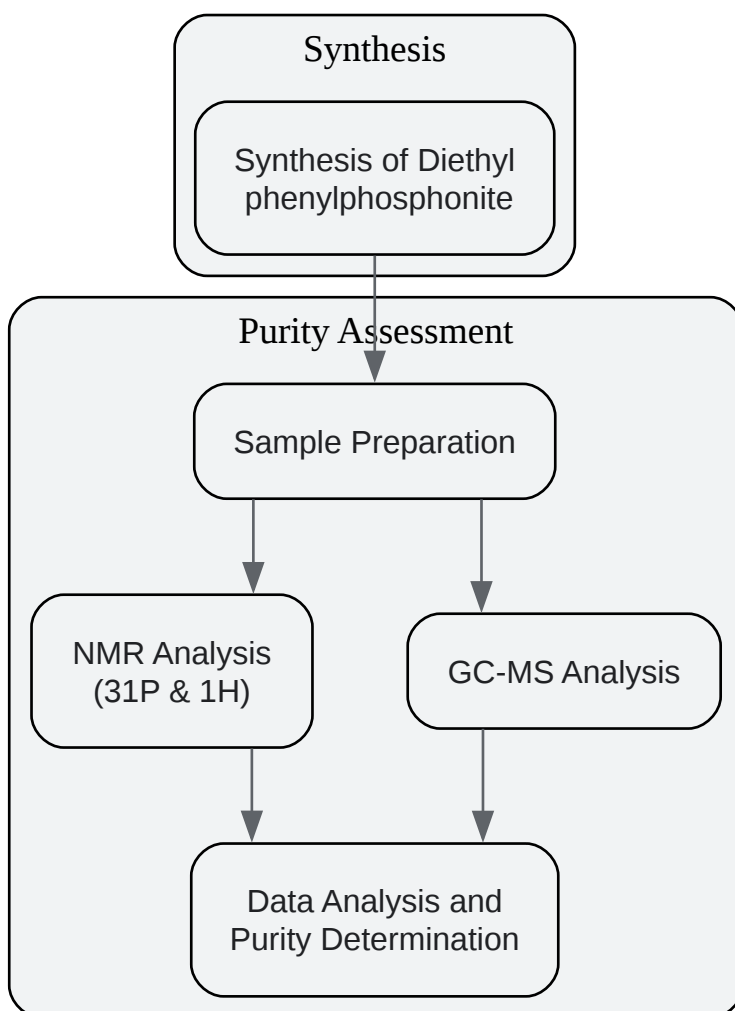 Synthesis
Synthesis of Diethyl
phenylphosphonite
Purity Assessment
Sample Preparation
NMR Analysis
(31P & 1H)
GC-MS Analysis
Data Analysis and
Purity Determination